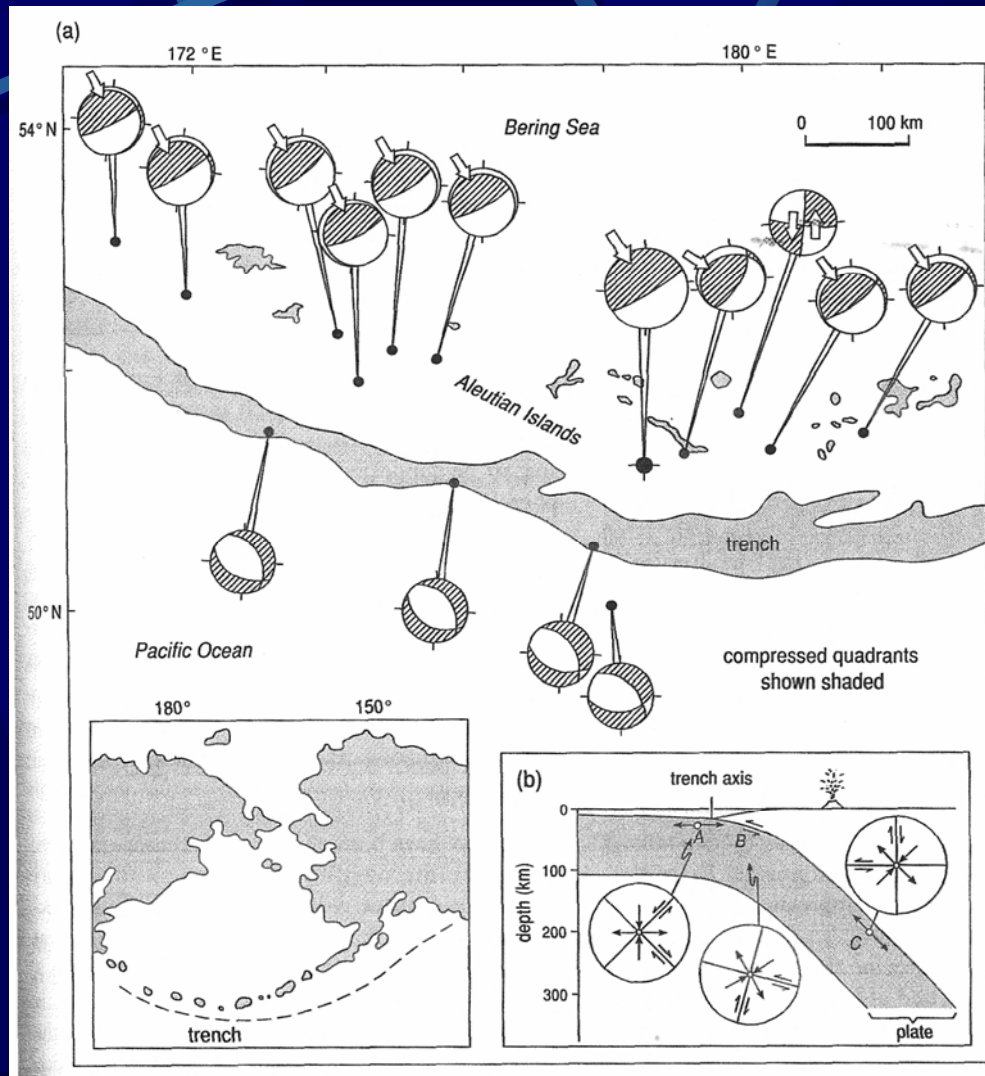 (a)
172 °E
180 °E
54° N
Bering Sea
0 100 km
Aleutian Islands
trench
50° N
Pacific Ocean
compressed quadrants
shown shaded
180°
150°
trench
(b)
trench axis
0
100
200
300
depth (km)
A
B
C
plate